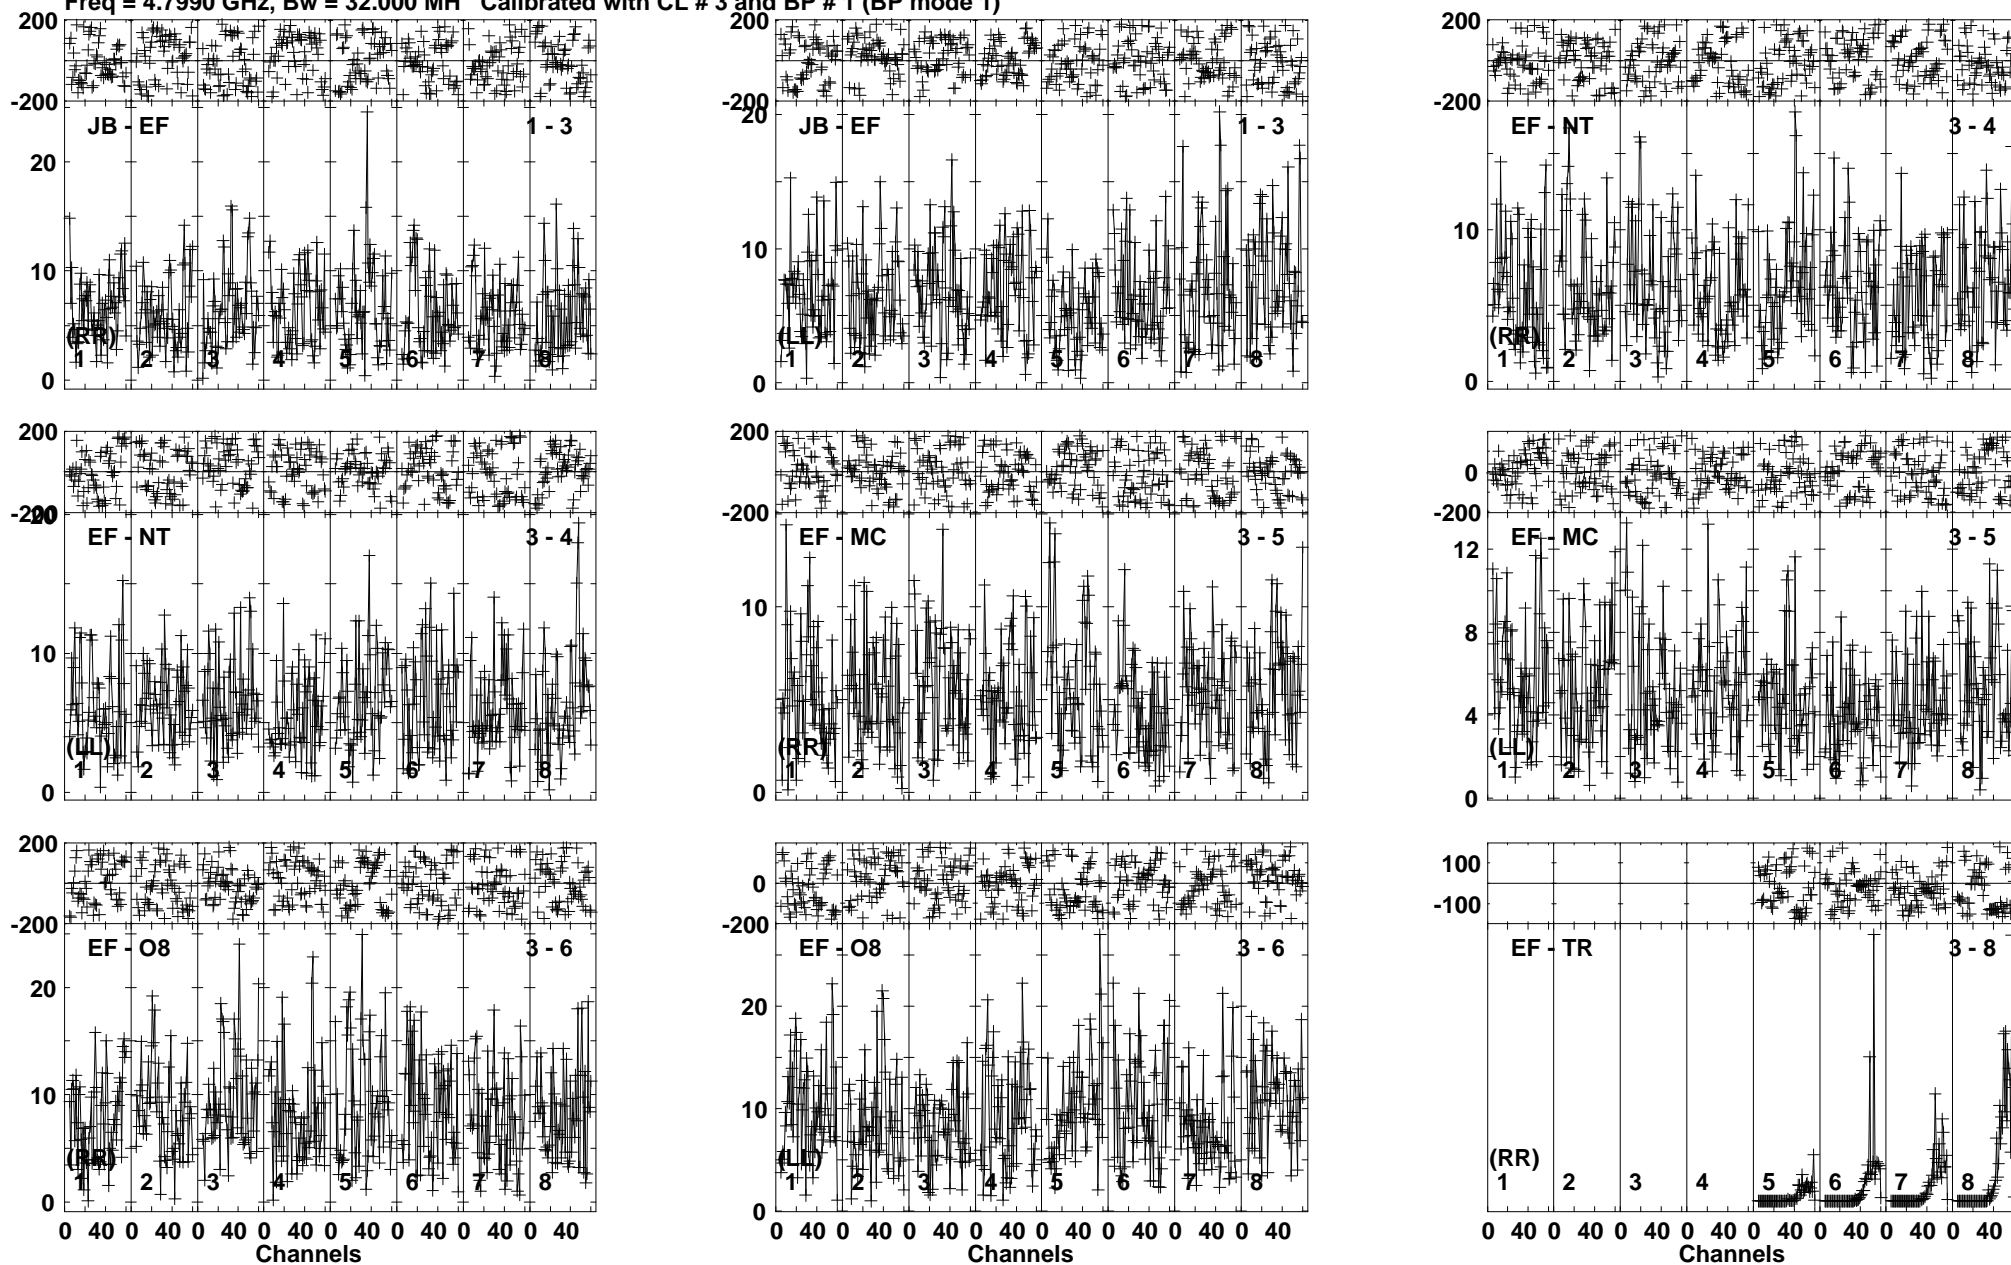 Freq = 4.7990 GHz, Bw = 32.000 MH Calibrated with CL # 3 and BP # 1 (BP mode 1)
200 200 200
-200 -200 -200
JB - EF 1 - 3 JB - EF 1 - 3 EF - NT 3 - 4
20 20
10 10 10
(RR) (LL) (RR)
1 2 3 4 5 6 7 8 1 2 3 4 5 6 7 8 1 2 3 4 5 6 7 8
0 0 0
200 200 200
0
-200 -200 -200
20
EF - NT 3 - 4 EF - MC 3 - 5 EF - MC 3 - 5
12
10 10 8
4
(LL) (RR) (LL)
1 2 3 4 5 6 7 8 1 2 3 4 5 6 7 8 1 2 3 4 5 6 7 8
0 0 0
200 100
0
-100
-200 -200
EF - O8 3 - 6 EF - O8 3 - 6 EF - TR 3 - 8
20 20
10 10
(RR) (LL) (RR)
1 2 3 4 5 6 7 8 1 2 3 4 5 6 7 8 1 2 3 4 5 6 7 8
0 0
0 40 0 40 0 40 0 40 0 40 0 40 0 40 0 40 0 40 0 40 0 40 0 40 0 40 0 40 0 40 0 40 0 40 0 40 0 40 0 40 0 40 0 40 0 40 0 40
Channels Channels Channels